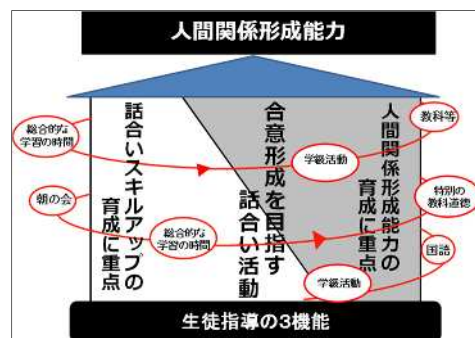 人間関係形成能力
総合的な
学習の時間
朝の会
話合いスキルアップの
育成に重点
総合的な
学習の時間
合意形成を目指す
話合い活動
学級活動
学級活動
人間関係形成能力の
育成に重点
教科等
特別の
教科道徳
国語
生徒指導の3機能